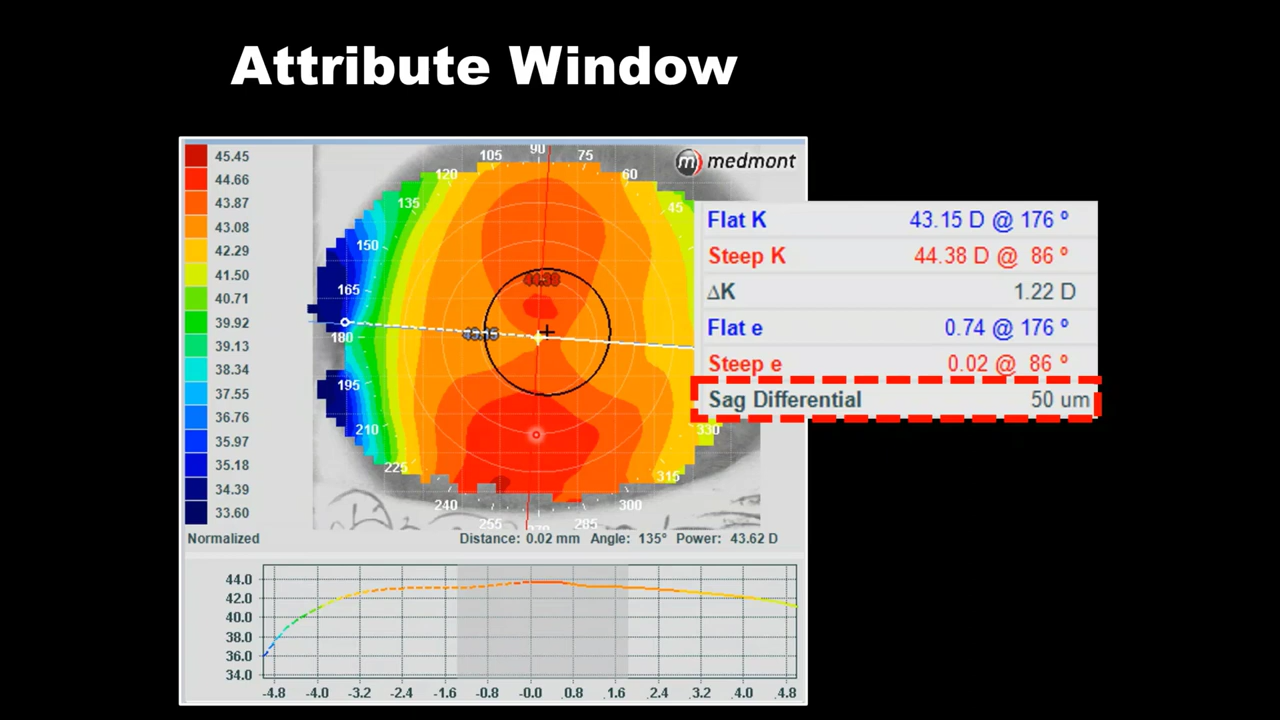 Attribute Window
medmont
45.45
44.66
43.87
43.08
42.29
41.50
40.71
39.92
39.13
38.34
37.55
36.76
35.97
35.18
34.39
33.60
105 90 75
120 60
135 45
150
165
180
195
210 330
225 315
240 300
255 270 285
44.38
Flat K 43.15 D @ 176 °
Steep K 44.38 D @ 86 °
ΔK 1.22 D
Flat e 0.74 @ 176 °
Steep e 0.02 @ 86 °
Sag Differential 50 um
Normalized Distance: 0.02 mm Angle: 135° Power: 43.62 D
44.0
42.0
40.0
38.0
36.0
34.0
-4.8 -4.0 -3.2 -2.4 -1.6 -0.8 -0.0 0.8 1.6 2.4 3.2 4.0 4.8